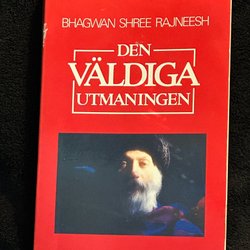 BHAGWAN SHREE RAJNEESH
DEN
VÄLDIGA
UTMANINGEN